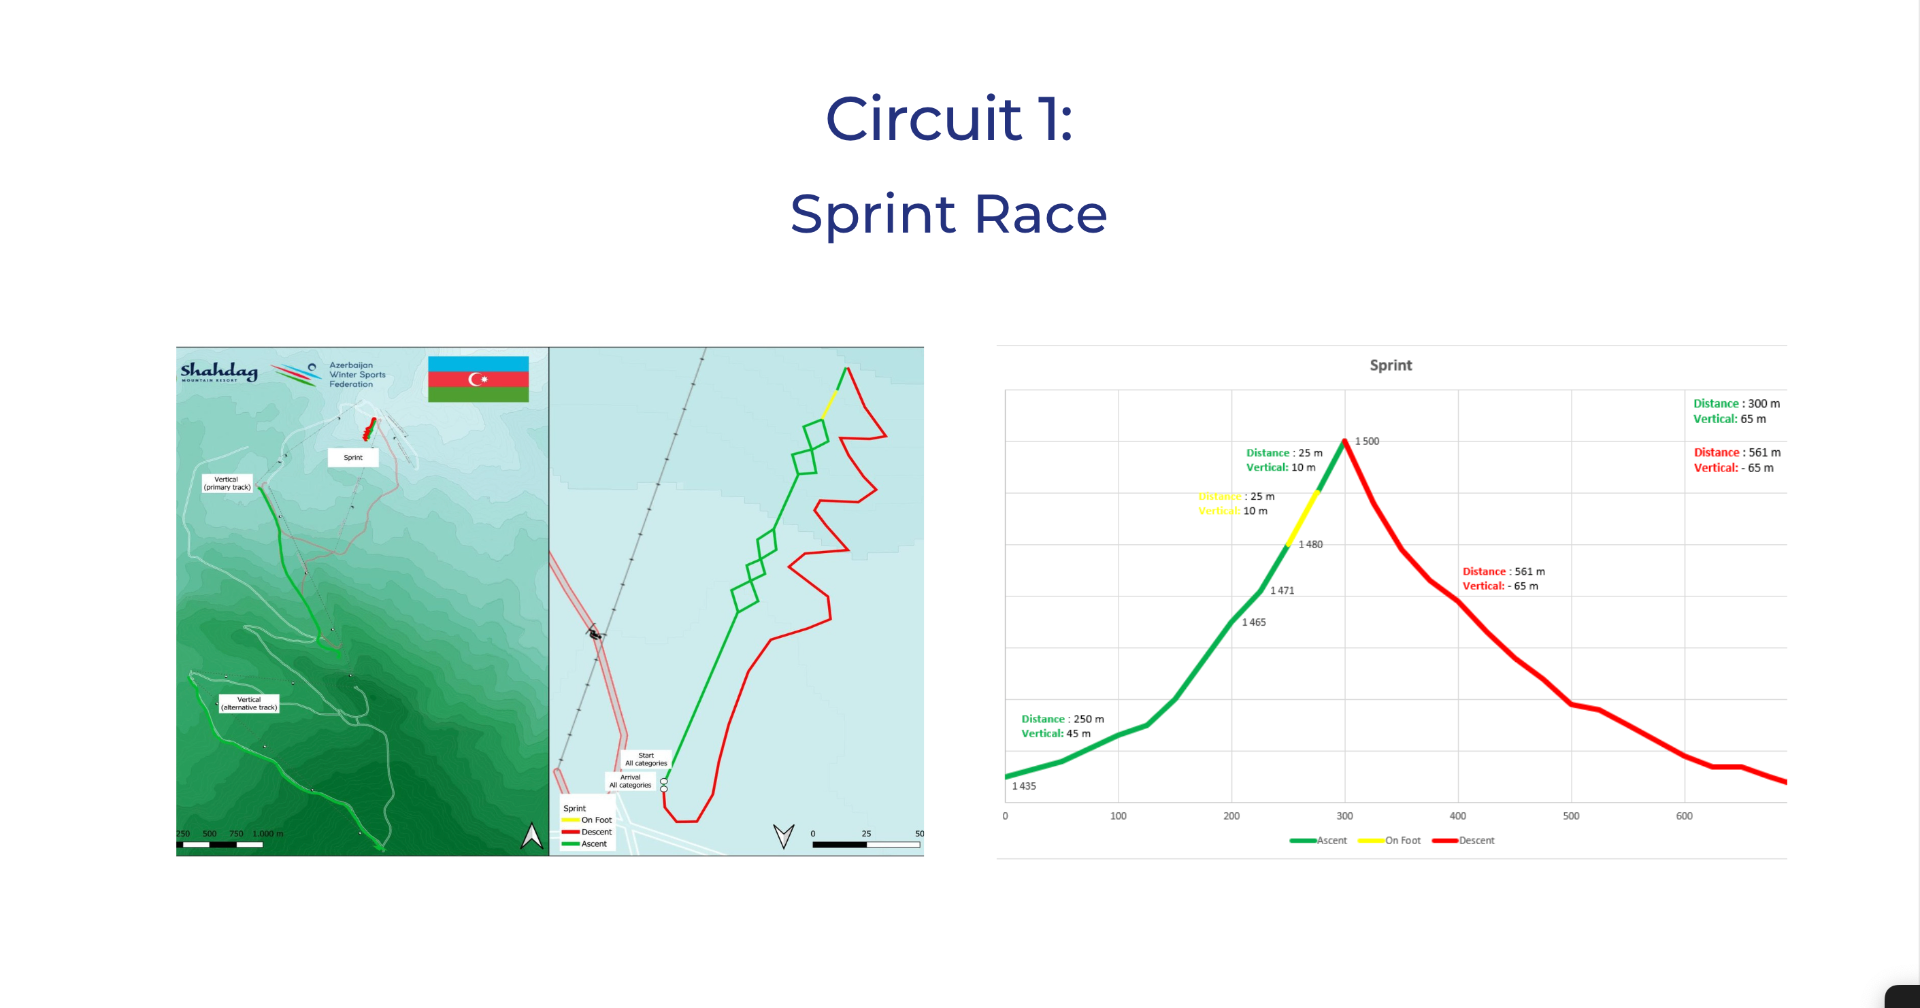 Circuit 1:
Sprint Race
Shahdag
MOUNTAIN RESORT
Azerbaijan
Winter Sports
Federation
Sprint
Vertical
(primary track)
Vertical
(alternative track)
250 500 750 1.000 m
Start
All categories
Arrival
All categories
Sprint
On Foot
Descent
Ascent
0 25 50
Sprint
Distance : 300 m
Vertical: 65 m
Distance : 561 m
Vertical: - 65 m
1 500
Distance : 25 m
Vertical: 10 m
Distance : 25 m
Vertical: 10 m
1 480
Distance : 561 m
Vertical: - 65 m
1 471
1 465
Distance : 250 m
Vertical: 45 m
1 435
0 100 200 300 400 500 600
Ascent On Foot Descent